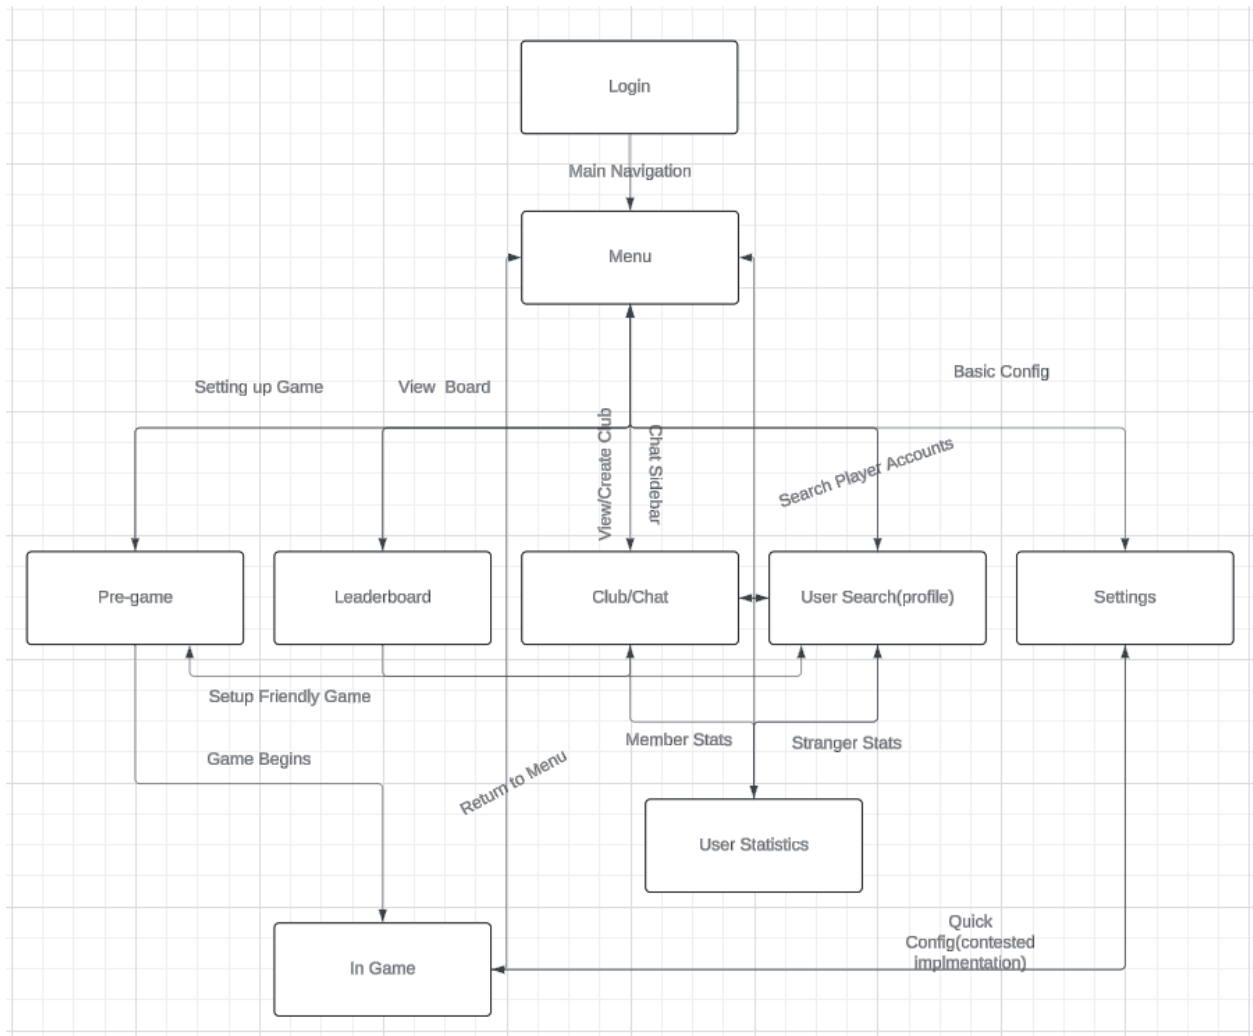 Login
Main Navigation
Menu
Basic Config
Setting up Game
View  Board
View/Create Club
Chat Sidebar
Search Player Accounts
Pre-game
Leaderboard
Club/Chat
User Search(profile)
Settings
Setup Friendly Game
Member Stats
Stranger Stats
Game Begins
Return to Menu
User Statistics
Quick
Config(contested
implmentation)
In Game